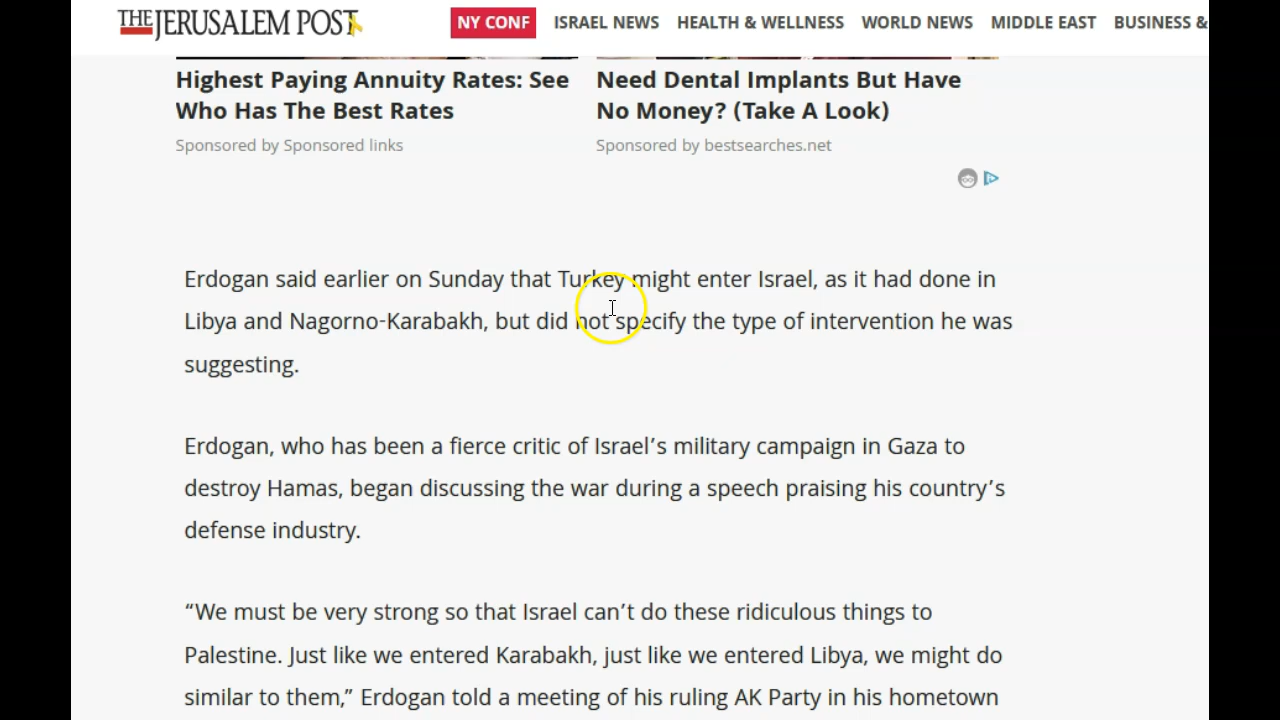 THE JERUSALEM POST NY CONF ISRAEL NEWS HEALTH & WELLNESS WORLD NEWS MIDDLE EAST BUSINESS &
Highest Paying Annuity Rates: See
Who Has The Best Rates
Sponsored by Sponsored links
Need Dental Implants But Have
No Money? (Take A Look)
Sponsored by bestsearches.net
Erdogan said earlier on Sunday that Turkey might enter Israel, as it had done in
Libya and Nagorno-Karabakh, but did not specify the type of intervention he was
suggesting.
Erdogan, who has been a fierce critic of Israel’s military campaign in Gaza to
destroy Hamas, began discussing the war during a speech praising his country’s
defense industry.
“We must be very strong so that Israel can’t do these ridiculous things to
Palestine. Just like we entered Karabakh, just like we entered Libya, we might do
similar to them,” Erdogan told a meeting of his ruling AK Party in his hometown